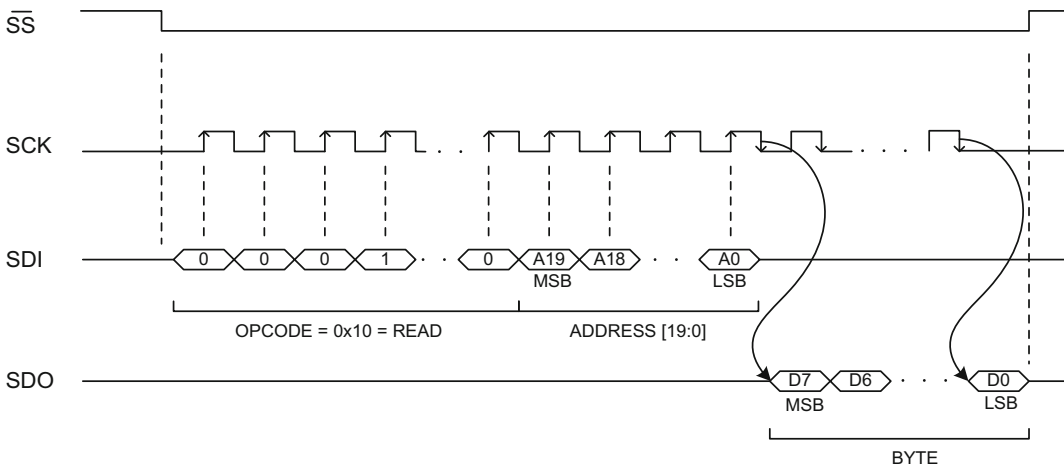 SS
SCK
SDI 0 0 0 1 · · · 0 A19 A18 · · · A0
MSB LSB
OPCODE = 0x10 = READ ADDRESS [19:0]
SDO D7 D6 · · · · D0
MSB LSB
BYTE